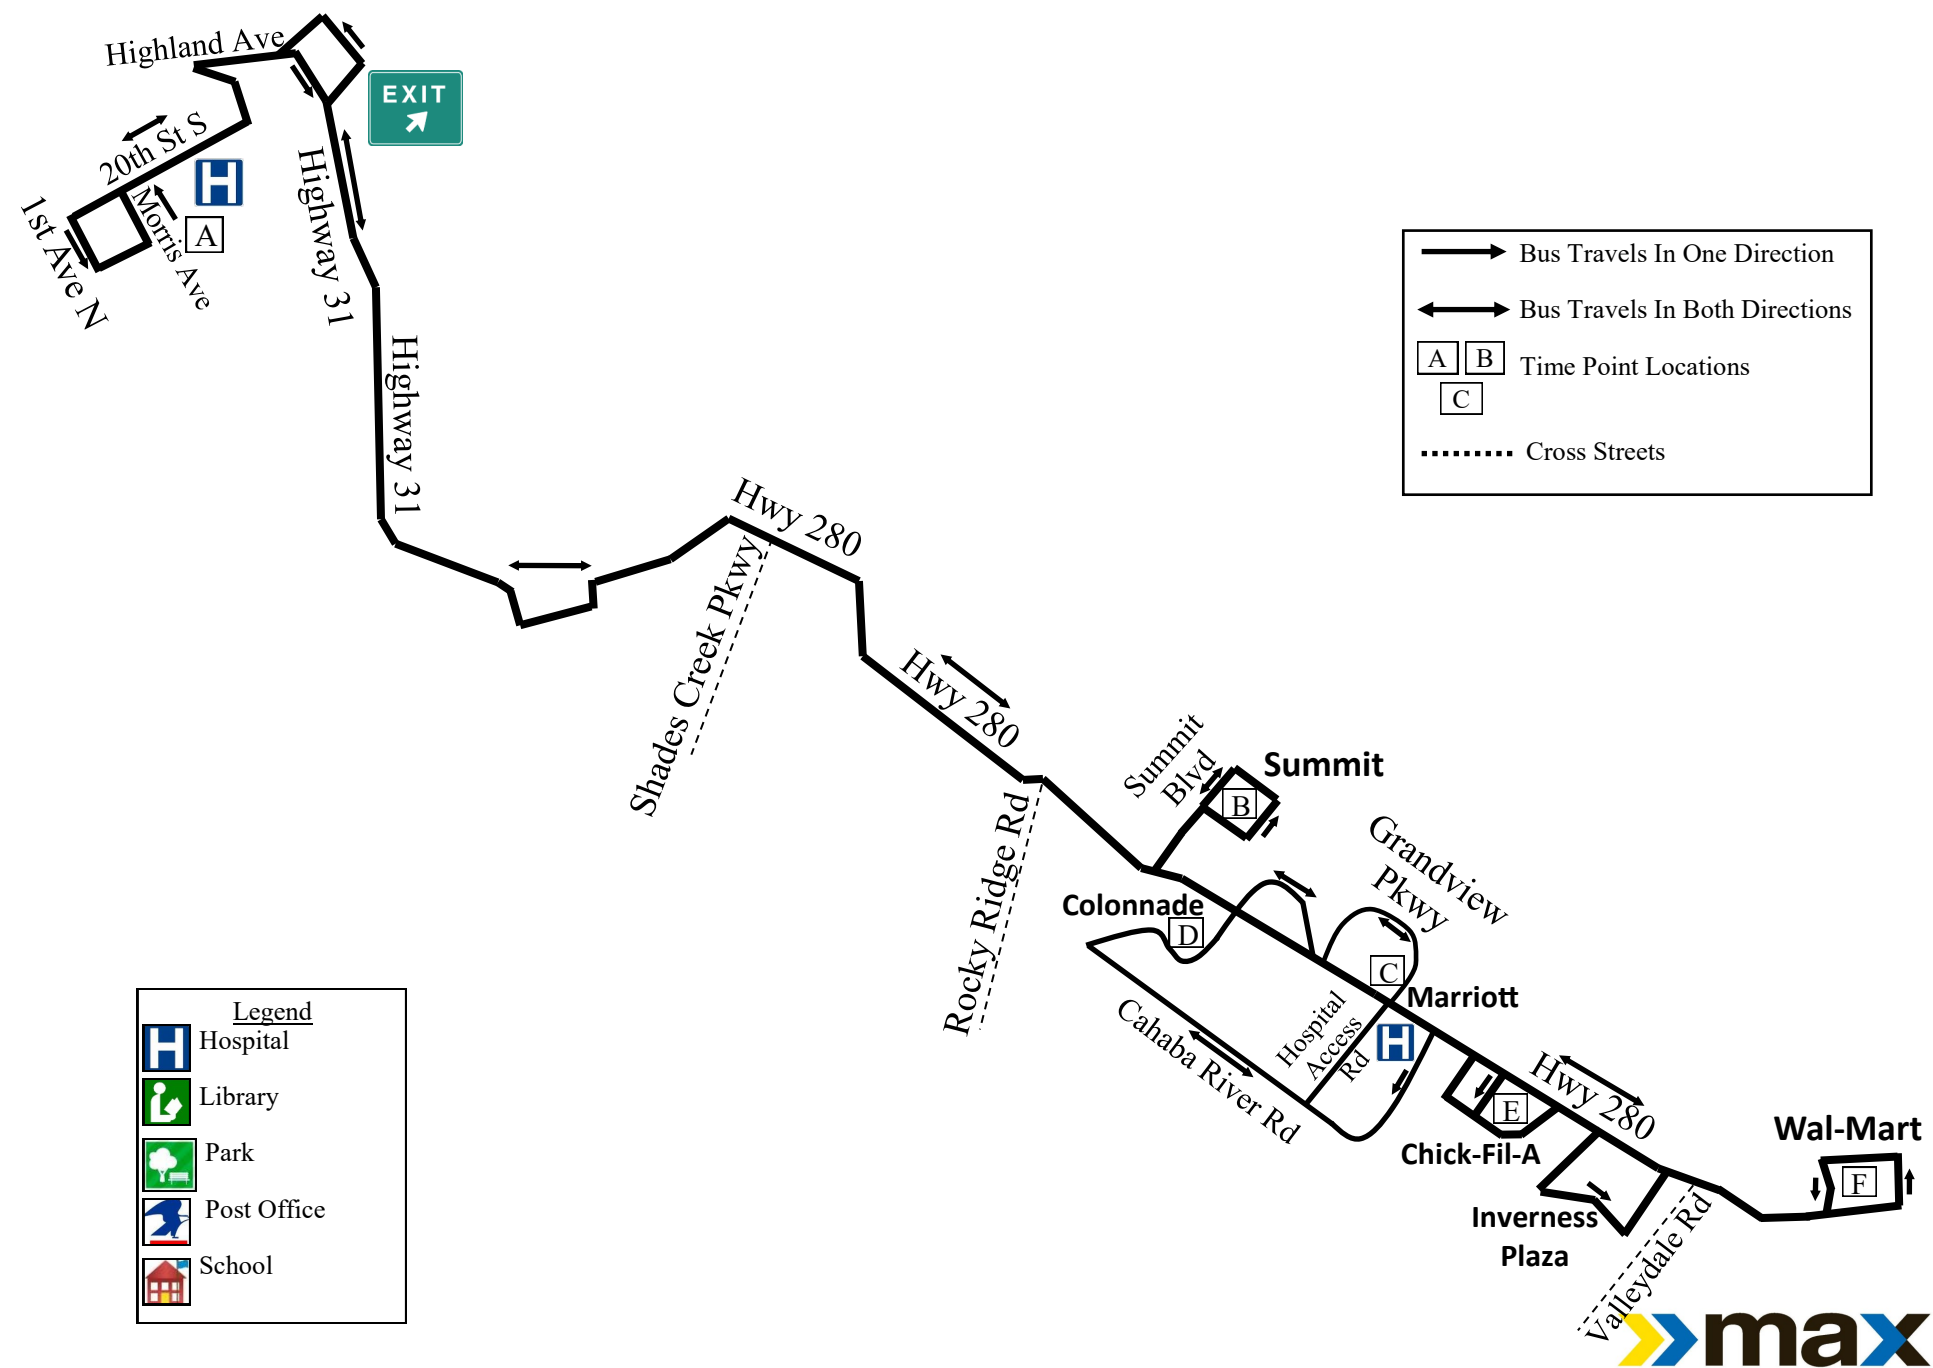 Highland Ave
EXIT
20th St S
H
1st Ave N
Morris Ave
A
Highway 31
Highway 31
Bus Travels In One Direction
Bus Travels In Both Directions
A B
C
Time Point Locations
Cross Streets
Hwy 280
Shades Creek Pkwy
Hwy 280
Rocky Ridge Rd
Summit
Blvd
Summit
B
Grandview
Pkwy
Colonnade
D
C
Marriott
Hospital
Access
Rd
H
Cahaba River Rd
Hwy 280
E
Chick-Fil-A
Wal-Mart
F
Inverness
Plaza
Valleydale Rd
Legend
H Hospital
Library
Park
Post Office
School
max